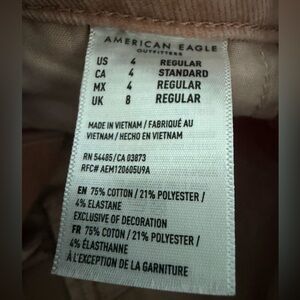 AMERICAN EAGLE
OUTFITTERS
US 4 REGULAR
CA 4 STANDARD
MX 4 REGULAR
UK 8 REGULAR
MADE IN VIETNAM / FABRIQUÉ AU
VIETNAM / HECHO EN VIETNAM
RN 54485/CA 03873
RFC# AEM120605U9A
EN 75% COTTON / 21% POLYESTER /
4% ELASTANE
EXCLUSIVE OF DECORATION
FR 75% COTON / 21% POLYESTER /
4% ÉLASTHANNE
À L'EXCEPTION DE LA GARNITURE